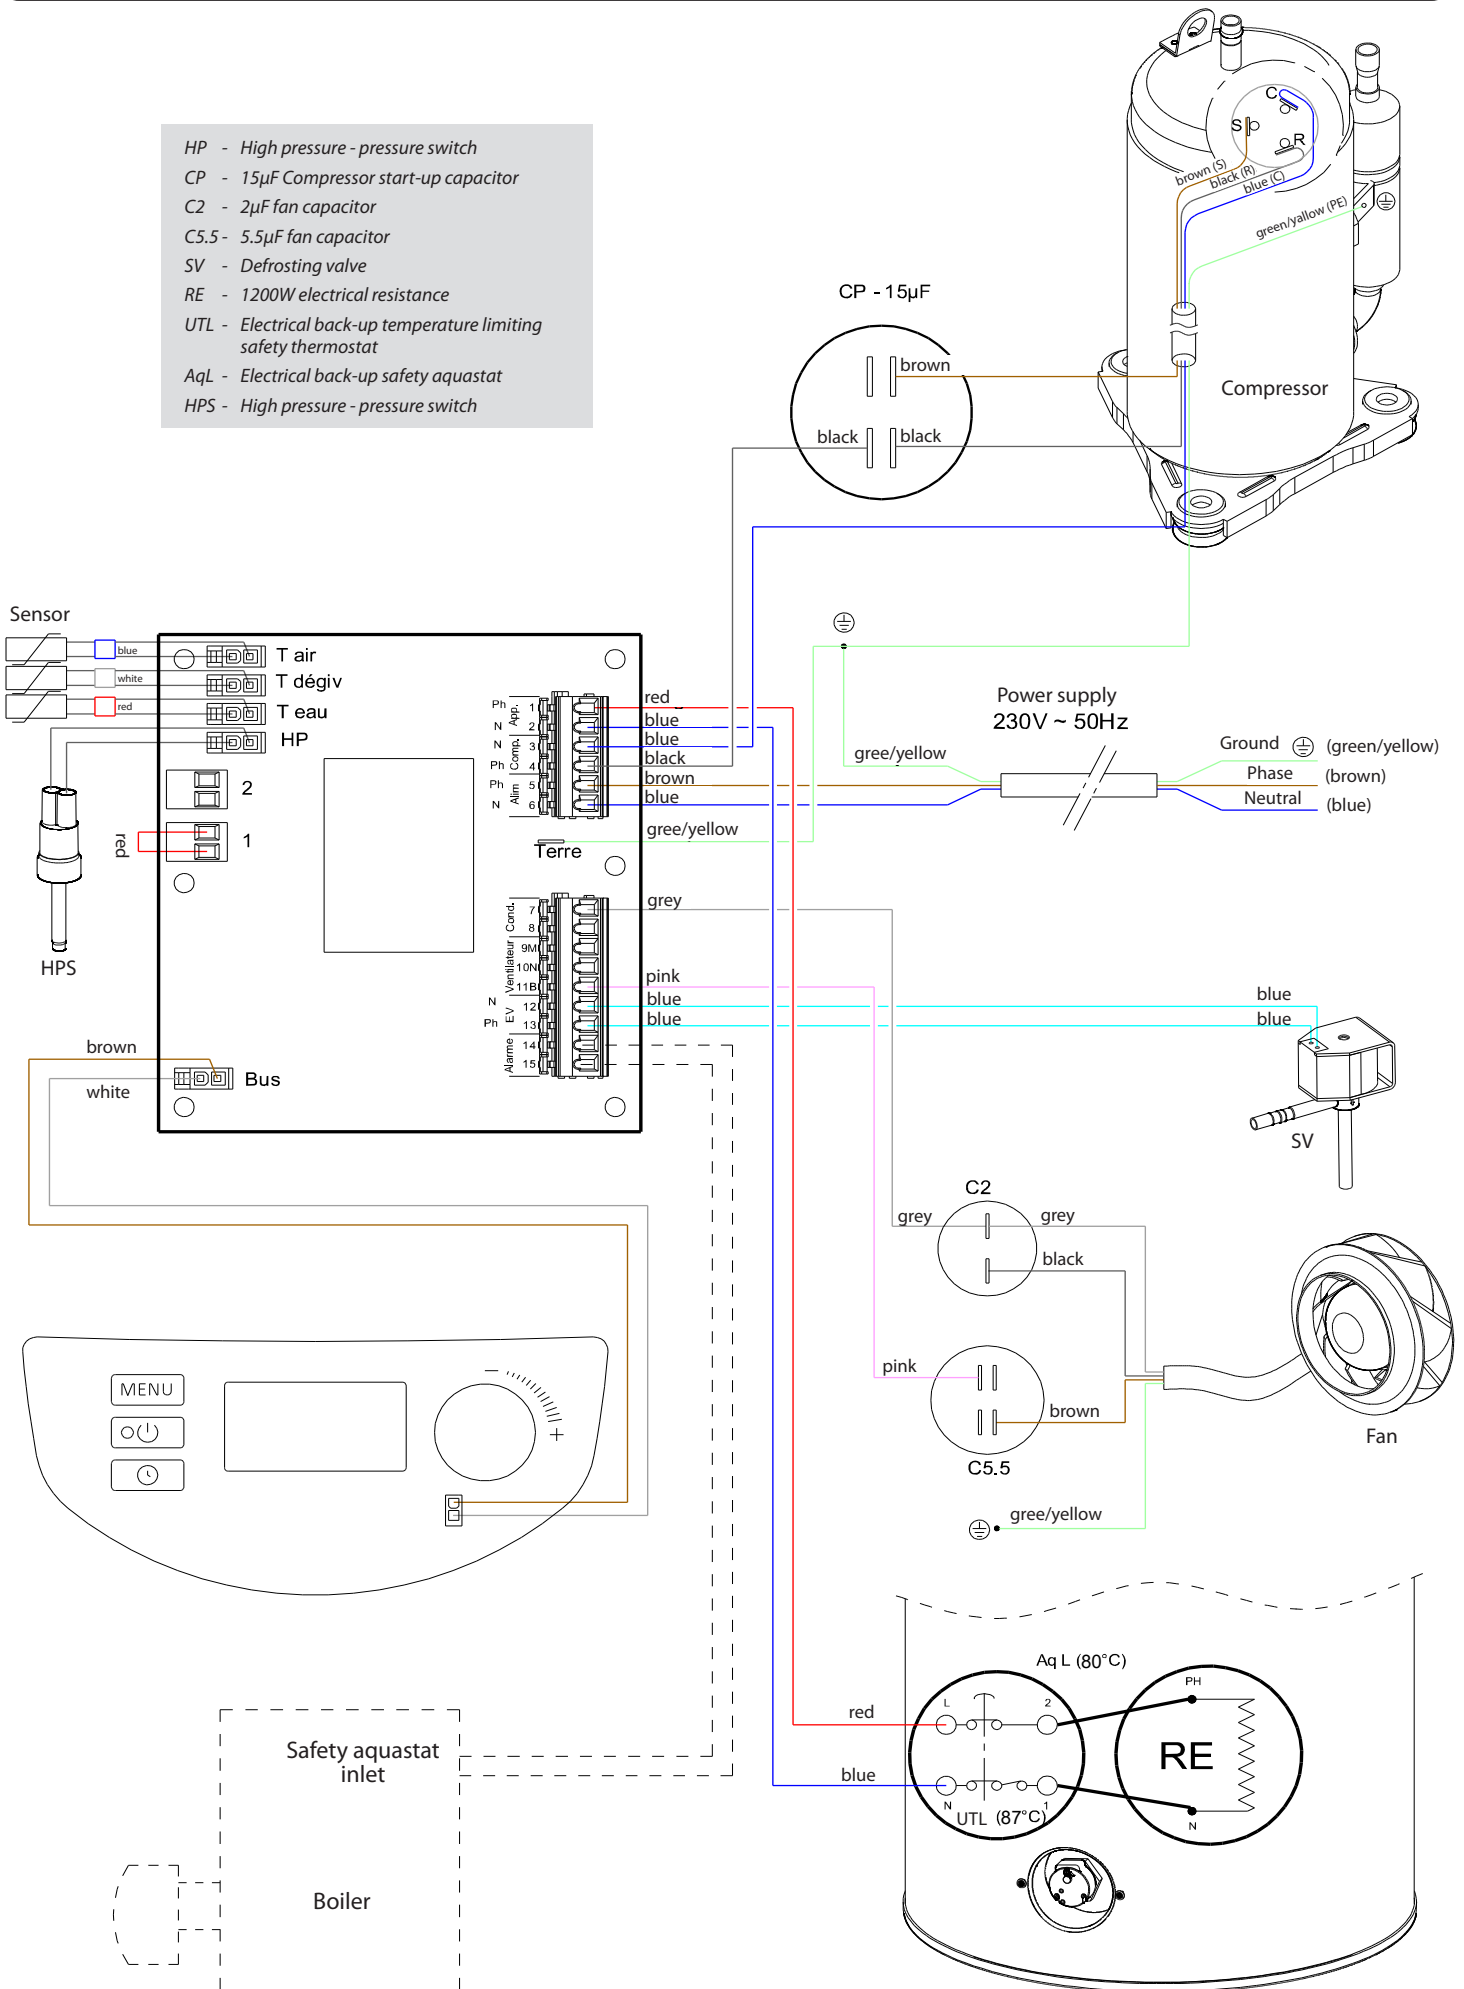 HP - High pressure - pressure switch
CP - 15µF Compressor start-up capacitor
C2 - 2µF fan capacitor
C5.5 - 5.5µF fan capacitor
SV - Defrosting valve
RE - 1200W electrical resistance
UTL - Electrical back-up temperature limiting
safety thermostat
AqL - Electrical back-up safety aquastat
HPS - High pressure - pressure switch
C
S
R
brown (S)
black (R)
blue (C)
green/yallow (PE)
Compressor
CP - 15µF
brown
black
black
Sensor
blue
white
red
T air
T dégiv
T eau
HP
2
1
red
HPS
Ph 1
N 2
App.
N 3
Ph 4
Comp.
Ph 5
N 6
Alim
red
blue
blue
black
brown
blue
Terre
gree/yellow
gree/yellow
Power supply
230V ~ 50Hz
Ground (green/yellow)
Phase (brown)
Neutral (blue)
7
8
Cond.
9M
10N
11B
Ventilateur
N 12
Ph 13
EV
14
15
Alarme
grey
pink
blue
blue
blue
blue
SV
brown
white
Bus
C2
grey
grey
black
pink
brown
C5.5
gree/yellow
Fan
MENU
-
+
Aq L (80°C)
L
2
red
blue
N
1
UTL (87°C)
PH
RE
N
Safety aquastat
inlet
Boiler